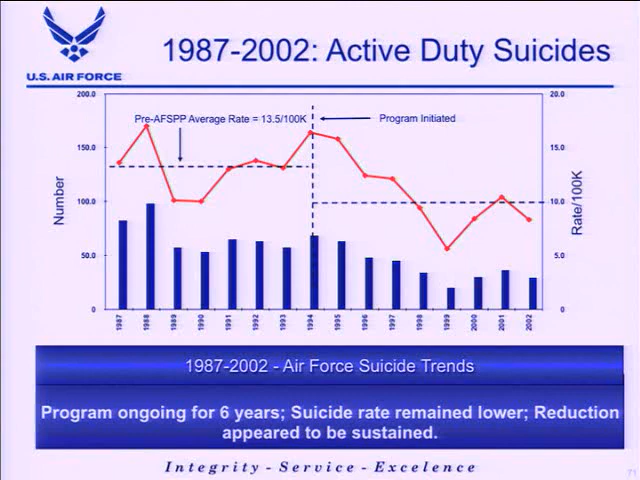 1987-2002: Active Duty Suicides
U.S. AIR FORCE
200.0
20.0
Pre-AFSPP Average Rate = 13.5/100K
Program Initiated
150.0
15.0
Number
Rate/100K
100.0
10.0
50.0
5.0
0
0.0
1987
1988
1989
1990
1991
1992
1993
1994
1995
1996
1997
1998
1999
2000
2001
2002
1987-2002 - Air Force Suicide Trends
Program ongoing for 6 years; Suicide rate remained lower; Reduction
appeared to be sustained.
Integrity - Service - Excelence
71